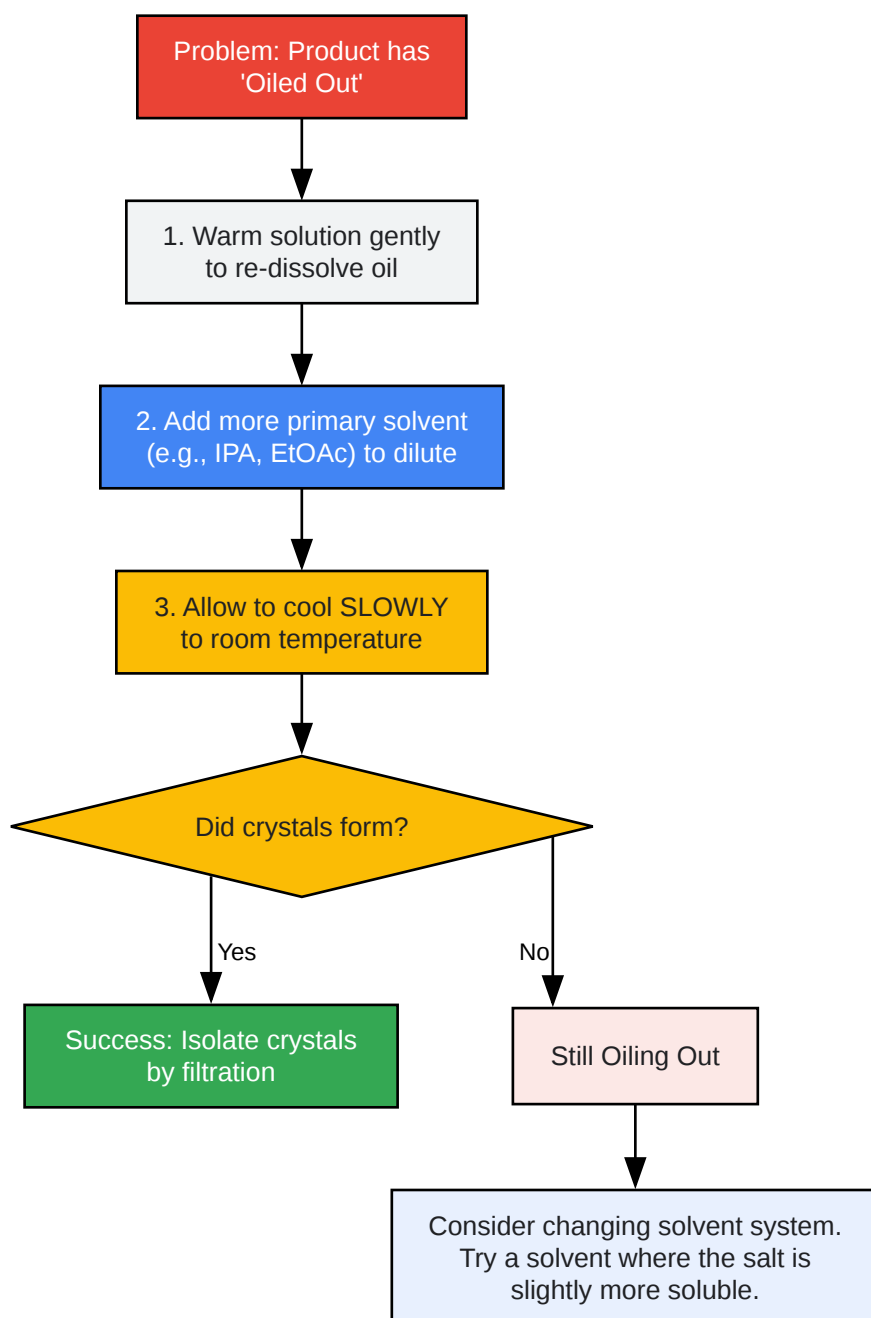 Problem: Product has
'Oiled Out'
1. Warm solution gently
to re-dissolve oil
2. Add more primary solvent
(e.g., IPA, EtOAc) to dilute
3. Allow to cool SLOWLY
to room temperature
Did crystals form?
Yes
No
Success: Isolate crystals
by filtration
Still Oiling Out
Consider changing solvent system.
Try a solvent where the salt is
slightly more soluble.